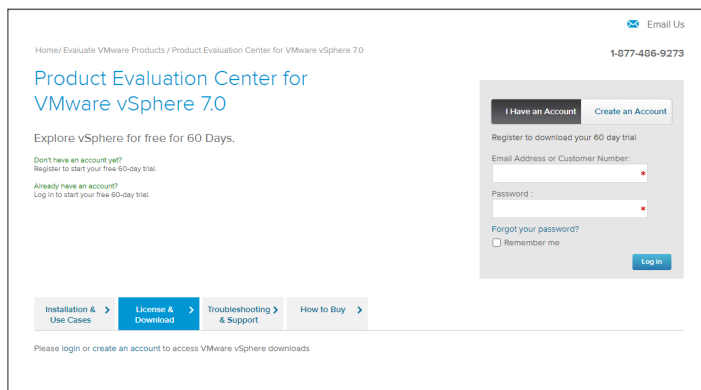 Email Us
Home/ Evaluate VMware Products / Product Evaluation Center for VMware vSphere 7.0
1-877-486-9273
Product Evaluation Center for
VMware vSphere 7.0
Explore vSphere for free for 60 Days.
Don't have an account yet?
Register to start your free 60-day trial.
Already have an account?
Log in to start your free 60-day trial.
I Have an Account
Create an Account
Register to download your 60 day trial
Email Address or Customer Number:
*
Password :
*
Forgot your password?
Remember me
Log in
Installation &
Use Cases
License &
Download
Troubleshooting
& Support
How to Buy
Please login or create an account to access VMware vSphere downloads